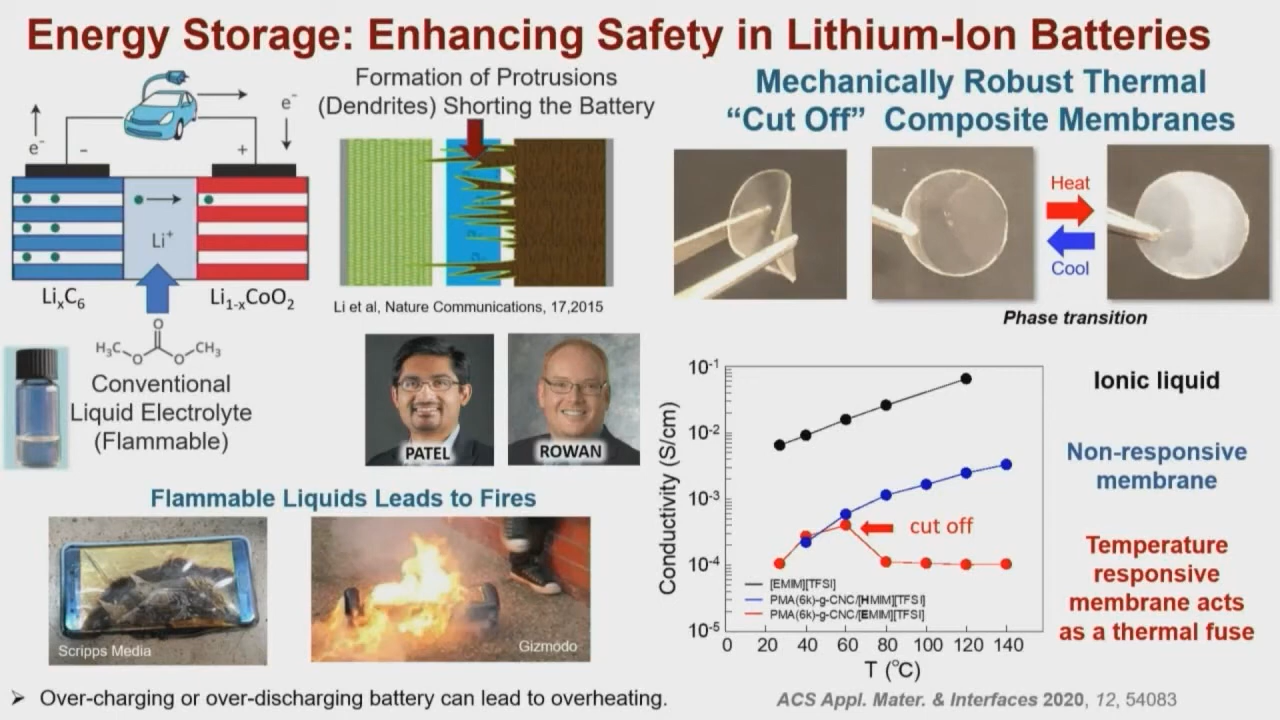 Energy Storage: Enhancing Safety in Lithium-Ion Batteries
e⁻
−
+
e⁻
Li⁺
LiₓC₆
Li₁₋ₓCoO₂
H₃C
O
O
O
CH₃
Conventional
Liquid Electrolyte
(Flammable)
Formation of Protrusions
(Dendrites) Shorting the Battery
Li et al, Nature Communications, 17,2015
PATEL
ROWAN
Flammable Liquids Leads to Fires
Scripps Media
Gizmodo
➢ Over-charging or over-discharging battery can lead to overheating.
Mechanically Robust Thermal
“Cut Off” Composite Membranes
Heat
Cool
Phase transition
Conductivity (S/cm)
10⁻¹
10⁻²
10⁻³
10⁻⁴
10⁻⁵
cut off
[EMIM][TFSI]
PMA(6k)-g-CNC/[HMIM][TFSI]
PMA(6k)-g-CNC/[EMIM][TFSI]
0 20 40 60 80 100 120 140
T (°C)
Ionic liquid
Non-responsive
membrane
Temperature
responsive
membrane acts
as a thermal fuse
ACS Appl. Mater. & Interfaces 2020, 12, 54083